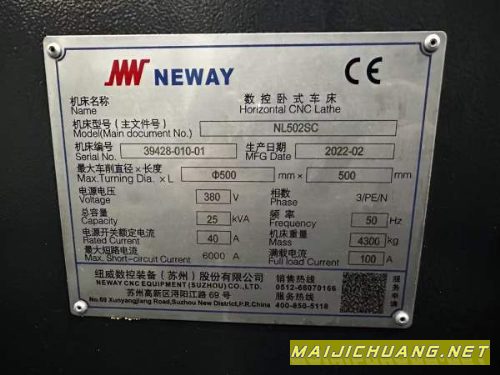 NEWAY CE
机床名称 数控卧式车床
Name Horizontal CNC Lathe
机床型号(主文件号) NL502SC
Model(Main document No.)
机床编号 39428-010-01 生产日期 2022-02
Serial No. MFG Date
最大车削直径×长度 Φ500 mm× 500 mm
Max.Turning Dia. × L
电源电压 380 V 相数 3/PE/N
Voltage Phase
总容量 25 kVA 频率 50 Hz
Capacity Frequency
电源开关额定电流 40 A 机床重量 4300 kg
Rated Current Mass
最大短路电流 6000 A 满载电流 100 A
Max. Short-circuit Current Full load Current
纽威数控装备(苏州)股份有限公司 销售热线
NEWAY CNC EQUIPMENT (SUZHOU) CO.,LTD. 0512-68070166
苏州高新区浔阳江路69号 服务热线
No.69 Xunyangjiang Road,Suzhou New District,P.R.China 400-850-5118
MAIJICHUANG.NET